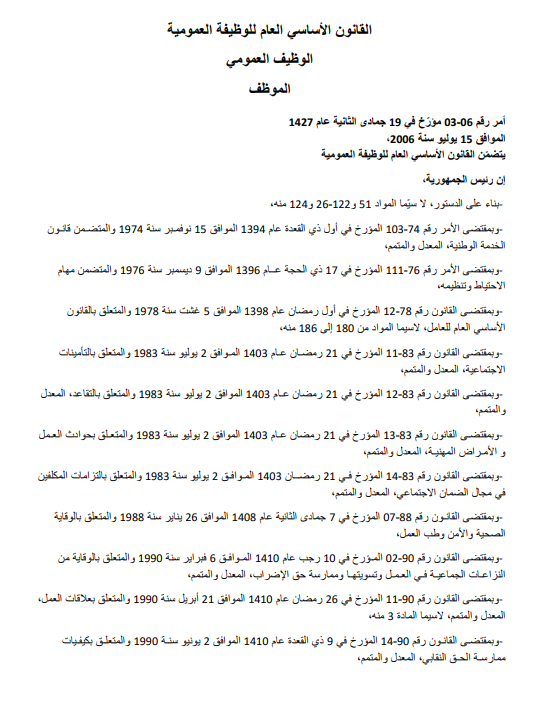 القانون الأساسي العام للوظيفة العمومية
الوظيف العمومي
الموظف
أمر رقم 06-03 مؤرّخ في 19 جمادى الثانية عام 1427
الموافق 15 يوليو سنة 2006،
يتضمّن القانون الأساسي العام للوظيفة العمومية
إن رئيس الجمهورية،
-بناء على الدستور، لا سيّما المواد 51 و122-26 و124 منه،
-وبمقتضى الأمر رقم 74-103 المؤرخ في أول ذي القعدة عام 1394 الموافق 15 نوفمبر سنة 1974 والمتضمن قانون
الخدمة الوطنية، المعدل والمتمم،
-وبمقتضى الأمر رقم 76-111 المؤرخ في 17 ذي الحجة عام 1396 الموافق 9 ديسمبر سنة 1976 والمتضمن مهام
الاحتياط وتنظيمه،
-وبمقتضى القانون رقم 78-12 المؤرخ في أول رمضان عام 1398 الموافق 5 غشت سنة 1978 والمتعلق بالقانون
الأساسي العام للعامل، لاسيما المواد من 180 إلى 186 منه،
-وبمقتضى القانون رقم 83-11 المؤرخ في 21 رمضان عام 1403 الموافق 2 يوليو سنة 1983 والمتعلق بالتأمينات
الاجتماعية، المعدل والمتمم،
-وبمقتضى القانون رقم 83-12 المؤرخ في 21 رمضان عام 1403 الموافق 2 يوليو سنة 1983 والمتعلق بالتقاعد، المعدل
والمتمم،
-وبمقتضى القانون رقم 83-13 المؤرخ في 21 رمضان عام 1403 الموافق 2 يوليو سنة 1983 والمتعلق بحوادث العمل
و الأمراض المهنية، المعدل والمتمم،
-وبمقتضى القانون رقم 83-14 المؤرخ في 21 رمضان 1403 الموافق 2 يوليو سنة 1983 والمتعلق بالتزامات المكلفين
في مجال الضمان الاجتماعي، المعدل والمتمم،
-وبمقتضى القانون رقم 88-07 المؤرخ في 7 جمادى الثانية عام 1408 الموافق 26 يناير سنة 1988 والمتعلق بالوقاية
الصحية والأمن وطب العمل،
-وبمقتضى القانون رقم 90-02 المؤرخ في 10 رجب عام 1410 الموافق 6 فبراير سنة 1990 والمتعلق بالوقاية من
النزاعات الجماعية في العمل وتسويتها وممارسة حق الإضراب، المعدل والمتمم،
-وبمقتضى القانون رقم 90-11 المؤرخ في 26 رمضان عام 1410 الموافق 21 أبريل سنة 1990 والمتعلق بعلاقات العمل،
المعدل والمتمم، لاسيما المادة 3 منه،
-وبمقتضى القانون رقم 90-14 المؤرخ في 9 ذي القعدة عام 1410 الموافق 2 يونيو سنة 1990 والمتعلق بكيفيات
ممارسة الحق النقابي، المعدل والمتمم،